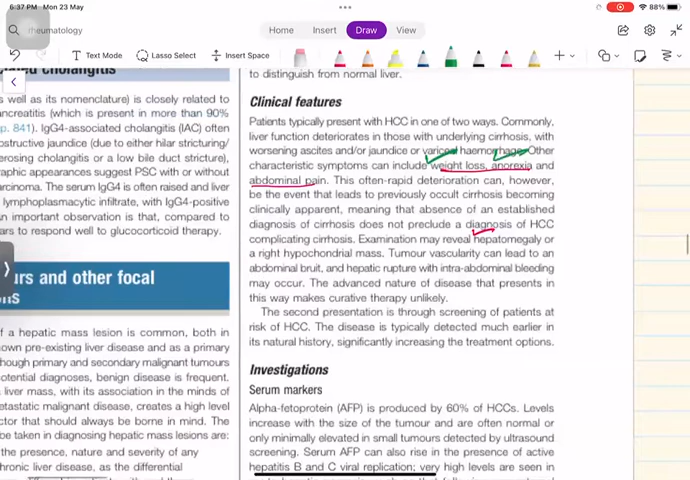 6:37 PM Mon 23 May
88%
rheumatology
Home
Insert
Draw
View
Text Mode
Lasso Select
Insert Space
cholangitis
s well as its nomenclature) is closely related to
ancreatitis (which is present in more than 90%
p. 841). IgG4-associated cholangitis (IAC) often
bstructive jaundice (due to either hilar stricturing/
erosing cholangitis or a low bile duct stricture),
graphic appearances suggest PSC with or without
arcinoma. The serum IgG4 is often raised and liver
lymphoplasmacytic infiltrate, with IgG4-positive
an important observation is that, compared to
ars to respond well to glucocorticoid therapy.
urs and other focal
ns
of a hepatic mass lesion is common, both in
own pre-existing liver disease and as a primary
though primary and secondary malignant tumours
otential diagnoses, benign disease is frequent.
liver mass, with its association in the minds of
etastatic malignant disease, creates a high level
ctor that should always be borne in mind. The
be taken in diagnosing hepatic mass lesions are:
the presence, nature and severity of any
hronic liver disease, as the differential
to distinguish from normal liver.
Clinical features
Patients typically present with HCC in one of two ways. Commonly,
liver function deteriorates in those with underlying cirrhosis, with
worsening ascites and/or jaundice or variceal haemorrhage. Other
characteristic symptoms can include weight loss, anorexia and
abdominal pain. This often-rapid deterioration can, however,
be the event that leads to previously occult cirrhosis becoming
clinically apparent, meaning that absence of an established
diagnosis of cirrhosis does not preclude a diagnosis of HCC
complicating cirrhosis. Examination may reveal hepatomegaly or
a right hypochondrial mass. Tumour vascularity can lead to an
abdominal bruit, and hepatic rupture with intra-abdominal bleeding
may occur. The advanced nature of disease that presents in
this way makes curative therapy unlikely.
The second presentation is through screening of patients at
risk of HCC. The disease is typically detected much earlier in
its natural history, significantly increasing the treatment options.
Investigations
Serum markers
Alpha-fetoprotein (AFP) is produced by 60% of HCCs. Levels
increase with the size of the tumour and are often normal or
only minimally elevated in small tumours detected by ultrasound
screening. Serum AFP can also rise in the presence of active
hepatitis B and C viral replication; very high levels are seen in